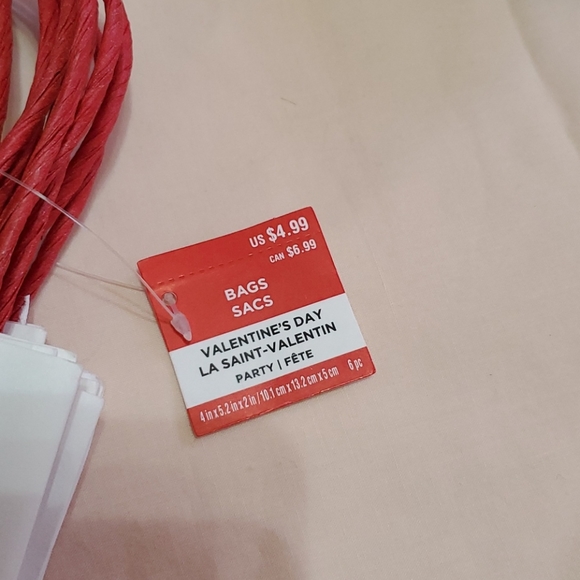 US $4.99
CAN $6.99
BAGS
SACS
VALENTINE'S DAY
LA SAINT-VALENTIN
PARTY | FÊTE
4 in x 5.2 in x 2 in / 10.1 cm x 13.2 cm x 5 cm 6 pc